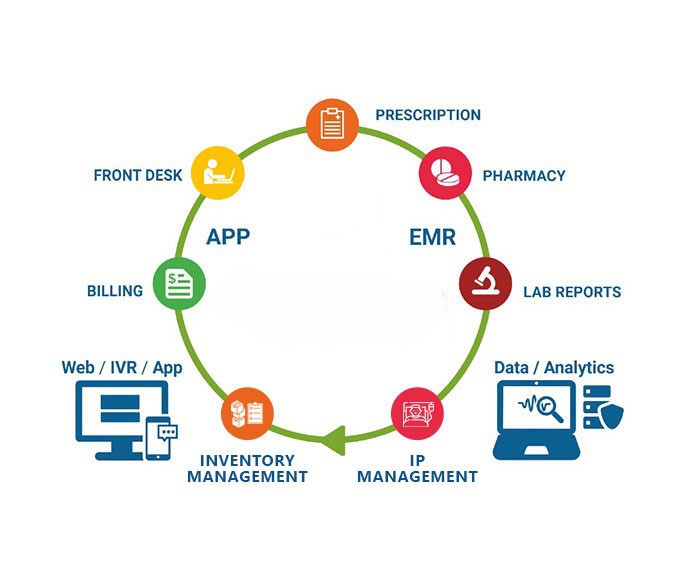 PRESCRIPTION
FRONT DESK
PHARMACY
APP
EMR
BILLING
LAB REPORTS
Web / IVR / App
Data / Analytics
INVENTORY
MANAGEMENT
IP
MANAGEMENT